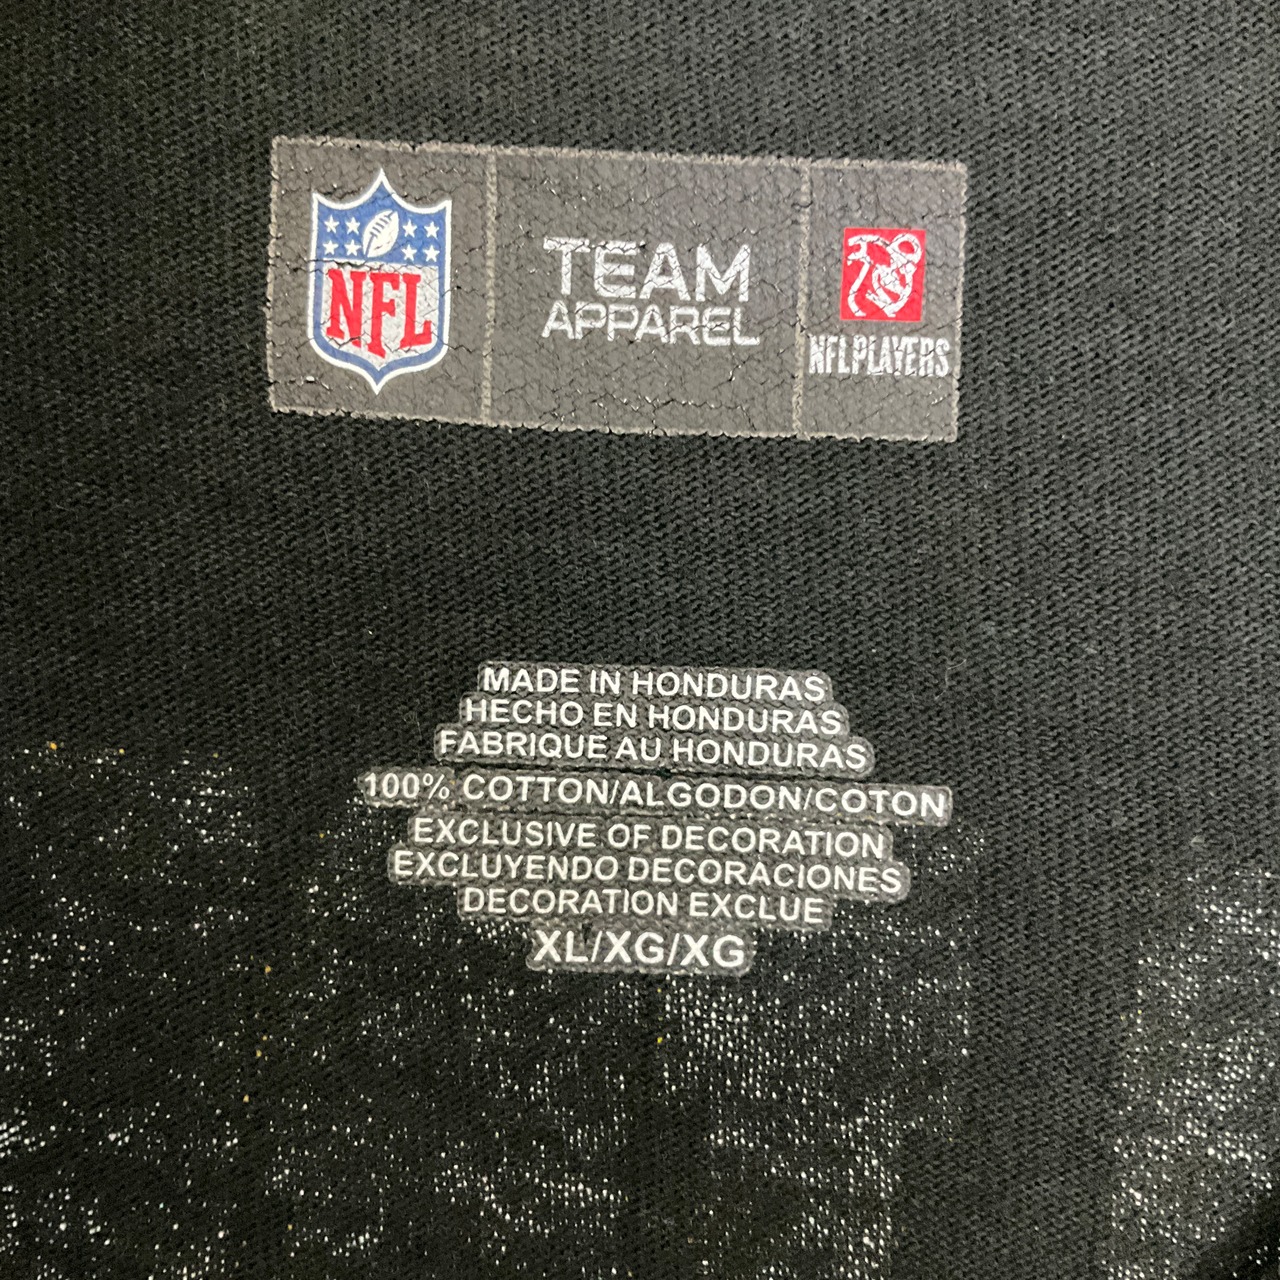 NFL
TEAM
APPAREL
NFLPLAYERS
MADE IN HONDURAS
HECHO EN HONDURAS
FABRIQUE AU HONDURAS
100% COTTON/ALGODON/COTON
EXCLUSIVE OF DECORATION
EXCLUYENDO DECORACIONES
DECORATION EXCLUE
XL/XG/XG